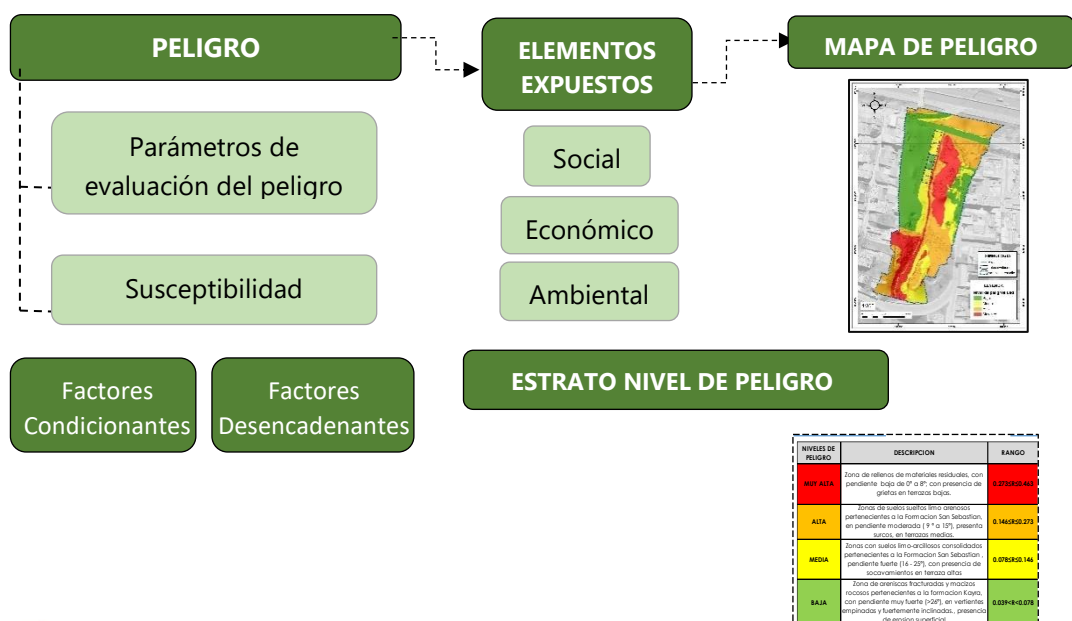 PELIGRO
ELEMENTOS
EXPUESTOS
MAPA DE PELIGRO
Parámetros de
evaluación del peligro
Susceptibilidad
Social
Económico
Ambiental
Factores
Condicionantes
Factores
Desencadenantes
ESTRATO NIVEL DE PELIGRO
NIVELES DE
PELIGRO
DESCRIPCION
RANGO
MUY ALTA
Zona de rellenos de materiales residuales, con
pendiente baja de 0° a 8°; con presencia de
grietas en terrazas bajas.
ALTA
Zonas de suelos sueltos limo arenosos
pertenecientes a la Formacion San Sebastian,
en pendiente moderada ( 9 ° a 15°), presenta
surcos, en terrazas medias.
0.146≤R≤0.273
MEDIA
Zonas con suelos limo-arcillosos consolidados
pertenecientes a la Formacion San Sebastian ,
pendiente fuerte (16 - 25°), con presencia de
socavamientos en terraza altas
0.078≤R≤0.146
BAJA
Zona de areniscas fracturadas y macizos
rocosos pertenecientes a la formacion Kayra,
con pendiente muy fuerte (>26°), en vertientes
empinadas y fuertemente inclinadas., presencia
de erosion superficial
0.039<R<0.078